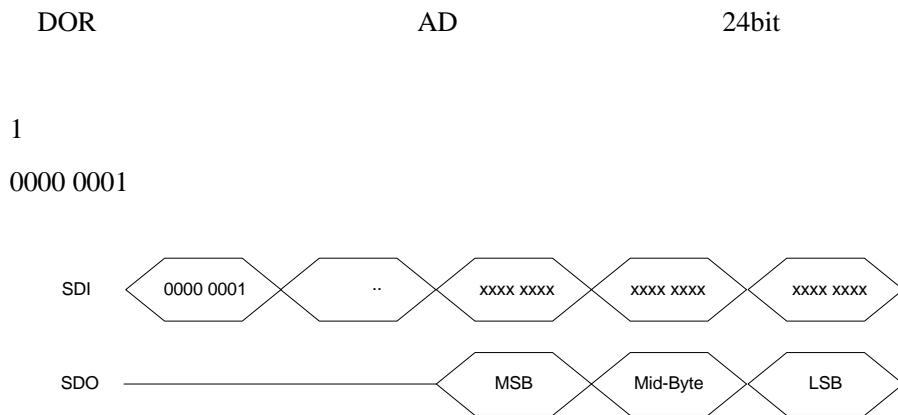 DOR AD 24bit
1
0000 0001
SDI 0000 0001 .. xxxx xxxx xxxx xxxx xxxx xxxx
SDO MSB Mid-Byte LSB